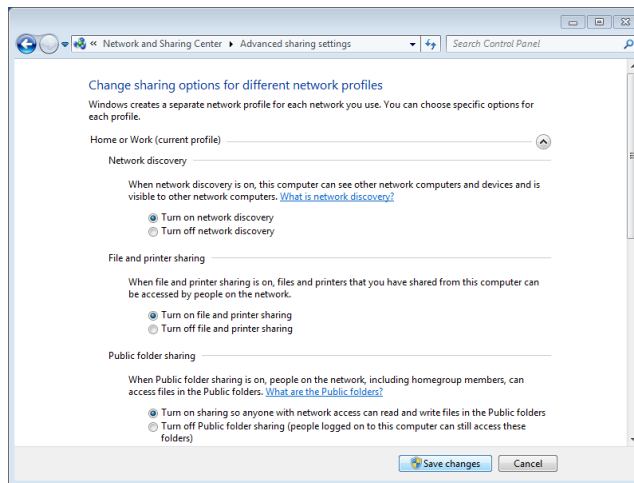 « Network and Sharing Center ▸ Advanced sharing settings
Search Control Panel
Change sharing options for different network profiles
Windows creates a separate network profile for each network you use. You can choose specific options for
each profile.
Home or Work (current profile)
Network discovery
When network discovery is on, this computer can see other network computers and devices and is
visible to other network computers. What is network discovery?
Turn on network discovery
Turn off network discovery
File and printer sharing
When file and printer sharing is on, files and printers that you have shared from this computer can
be accessed by people on the network.
Turn on file and printer sharing
Turn off file and printer sharing
Public folder sharing
When Public folder sharing is on, people on the network, including homegroup members, can
access files in the Public folders. What are the Public folders?
Turn on sharing so anyone with network access can read and write files in the Public folders
Turn off Public folder sharing (people logged on to this computer can still access these
folders)
Save changes
Cancel